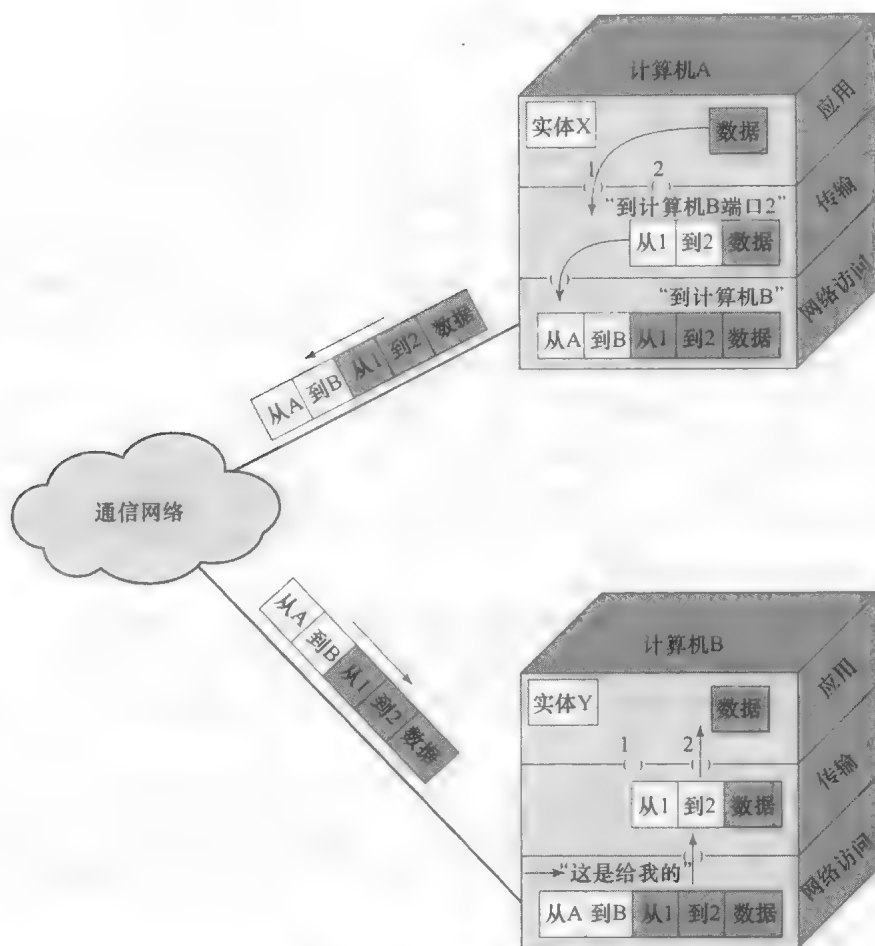 计算机A
应用
实体X
数据
1
2
传输
“到计算机B端口2”
从1 到2 数据
网络访问
“到计算机B”
从A 到B 从1 到2 数据
从A 到B 从1 到2 数据
通信网络
从A 到B 从1 到2 数据
计算机B
应用
实体Y
数据
1
2
传输
从1 到2 数据
网络访问
“这是给我的”
从A 到B 从1 到2 数据